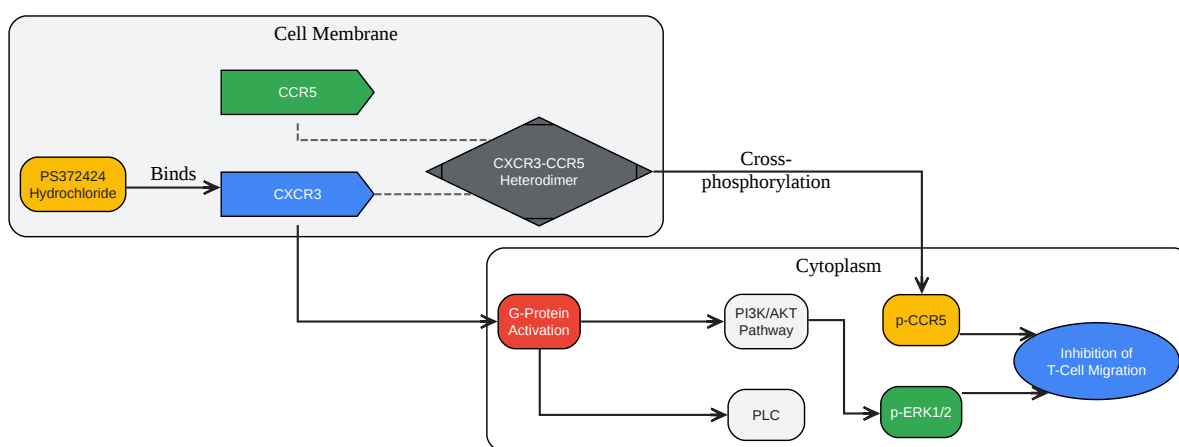 Cell Membrane
CCR5
PS372424
Hydrochloride
Binds
CXCR3
CXCR3-CCR5
Heterodimer
Cross-
phosphorylation
Cytoplasm
G-Protein
Activation
PI3K/AKT
Pathway
p-CCR5
Inhibition of
T-Cell Migration
PLC
p-ERK1/2